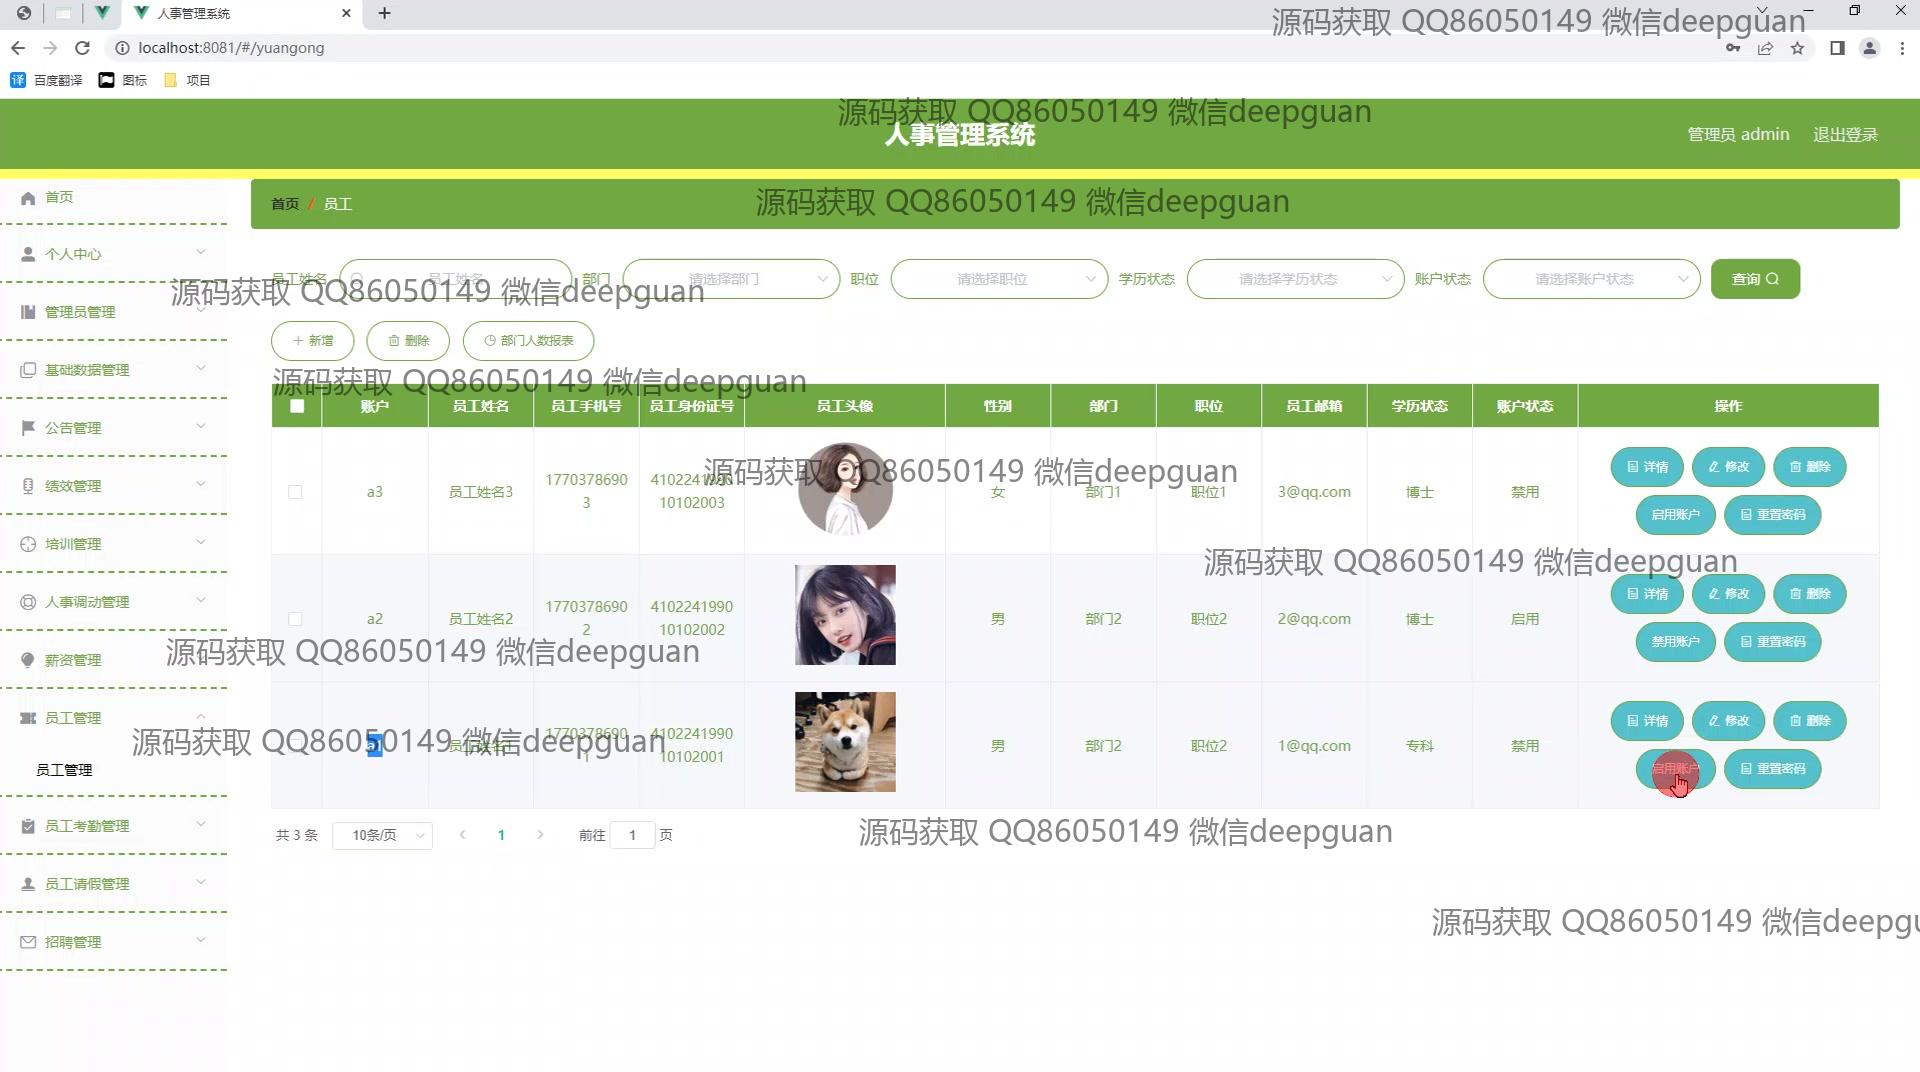 人事管理系统
源码获取 QQ86050149 微信deepguan
localhost:8081/#/yuangong
译 百度翻译 图标 项目
源码获取 QQ86050149 微信deepguan
人事管理系统
管理员 admin 退出登录
首页
首页 / 员工
源码获取 QQ86050149 微信deepguan
个人中心
员工姓名 员工姓名 部门 请选择部门 职位 请选择职位 学历状态 请选择学历状态 账户状态 请选择账户状态 查询
源码获取 QQ86050149 微信deepguan
管理员管理
新增 删除 部门人数报表
基础数据管理
源码获取 QQ86050149 微信deepguan
账户 员工姓名 员工手机号 员工身份证号 员工头像 性别 部门 职位 员工邮箱 学历状态 账户状态 操作
公告管理
源码获取 QQ86050149 微信deepguan
绩效管理
a3 员工姓名3 17703786903 410224199010102003 女 部门1 职位1 3@qq.com 博士 禁用
详情 修改 删除
启用账户 重置密码
培训管理
源码获取 QQ86050149 微信deepguan
人事调动管理
a2 员工姓名2 17703786902 410224199010102002 男 部门2 职位2 2@qq.com 博士 启用
详情 修改 删除
禁用账户 重置密码
源码获取 QQ86050149 微信deepguan
薪资管理
员工管理
源码获取 QQ86050149 微信deepguan
a1 员工姓名1 17703786901 410224199010102001 男 部门2 职位2 1@qq.com 专科 禁用
详情 修改 删除
启用账户 重置密码
员工管理
员工考勤管理
共 3 条 10条/页 1 前往 1 页
源码获取 QQ86050149 微信deepguan
员工请假管理
源码获取 QQ86050149 微信deepgu
招聘管理